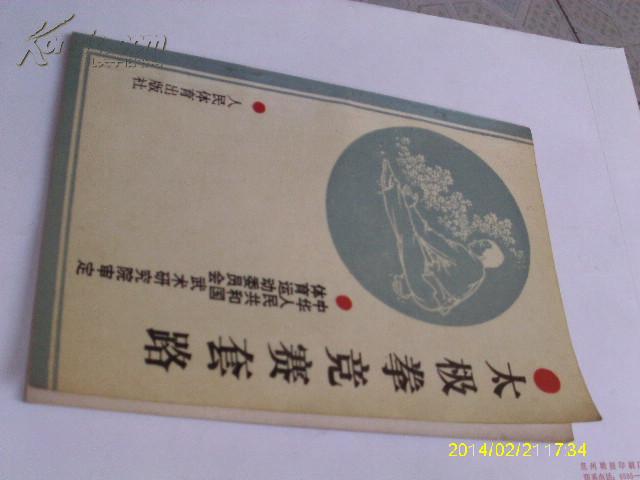 太极拳竞赛套路
中华人民共和国
体育运动委员会
武术研究院审定
人民体育出版社
2014/02/21 17:34